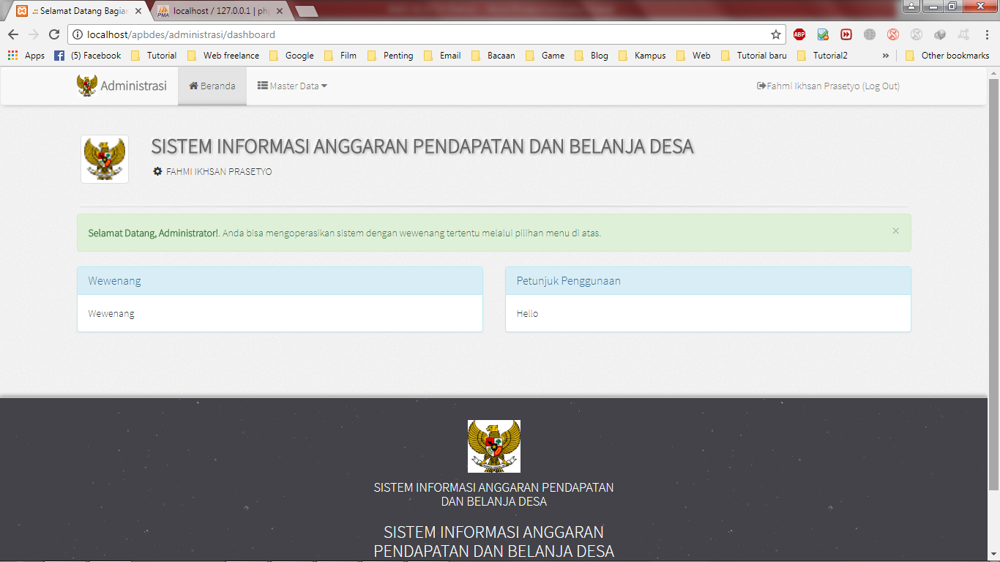 .:: Selamat Datang Bagian
localhost / 127.0.0.1 | ph
localhost/apbdes/administrasi/dashboard
ABP
Apps (5) Facebook Tutorial Web freelance Google Film Penting Email Bacaan Game Blog Kampus Web Tutorial baru Tutorial2 » Other bookmarks
Administrasi Beranda Master Data Fahmi Ikhsan Prasetyo (Log Out)
SISTEM INFORMASI ANGGARAN PENDAPATAN DAN BELANJA DESA
FAHMI IKHSAN PRASETYO
Selamat Datang, Administrator!. Anda bisa mengoperasikan sistem dengan wewenang tertentu melalui pilihan menu di atas. ×
Wewenang
Wewenang
Petunjuk Penggunaan
Hello
SISTEM INFORMASI ANGGARAN PENDAPATAN
DAN BELANJA DESA
SISTEM INFORMASI ANGGARAN
PENDAPATAN DAN BELANJA DESA